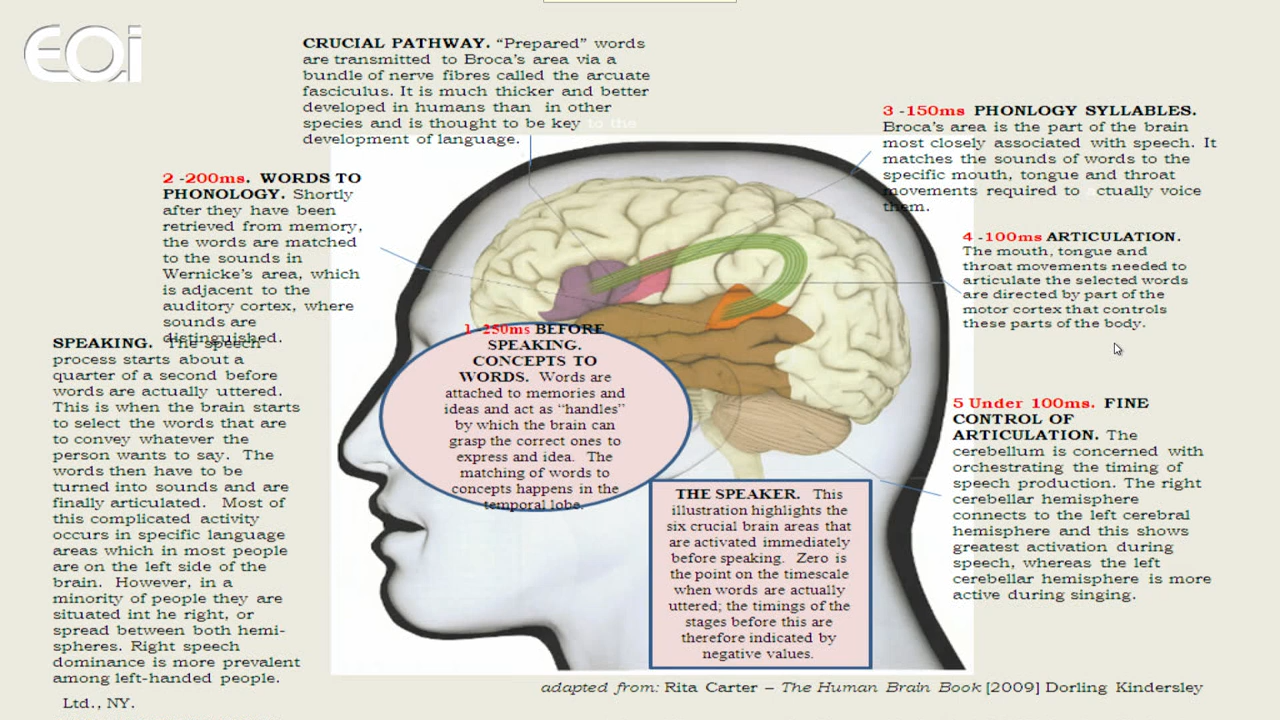 EQi
CRUCIAL PATHWAY. “Prepared” words
are transmitted to Broca’s area via a
bundle of nerve fibres called the arcuate
fasciculus. It is much thicker and better
developed in humans than in other
species and is thought to be key to the
development of language.
3 -150ms PHONLOGY SYLLABLES.
Broca’s area is the part of the brain
most closely associated with speech. It
matches the sounds of words to the
specific mouth, tongue and throat
movements required to actually voice
them.
2 -200ms. WORDS TO
PHONOLOGY. Shortly
after they have been
retrieved from memory,
the words are matched
to the sounds in
Wernicke’s area, which
is adjacent to the
auditory cortex, where
sounds are
distinguished.
4 -100ms ARTICULATION.
The mouth, tongue and
throat movements needed to
articulate the selected words
are directed by part of the
motor cortex that controls
these parts of the body.
SPEAKING. The speech
process starts about a
quarter of a second before
words are actually uttered.
This is when the brain starts
to select the words that are
to convey whatever the
person wants to say. The
words then have to be
turned into sounds and are
finally articulated. Most of
this complicated activity
occurs in specific language
areas which in most people
are on the left side of the
brain. However, in a
minority of people they are
situated int he right, or
spread between both hemi-
spheres. Right speech
dominance is more prevalent
among left-handed people.
1 -250ms BEFORE
SPEAKING.
CONCEPTS TO
WORDS. Words are
attached to memories and
ideas and act as “handles”
by which the brain can
grasp the correct ones to
express and idea. The
matching of words to
concepts happens in the
temporal lobe.
5 Under 100ms. FINE
CONTROL OF
ARTICULATION. The
cerebellum is concerned with
orchestrating the timing of
speech production. The right
cerebellar hemisphere
connects to the left cerebral
hemisphere and this shows
greatest activation during
speech, whereas the left
cerebellar hemisphere is more
active during singing.
THE SPEAKER. This
illustration highlights the
six crucial brain areas that
are activated immediately
before speaking. Zero is
the point on the timescale
when words are actually
uttered; the timings of the
stages before this are
therefore indicated by
negative values.
adapted from: Rita Carter – The Human Brain Book [2009] Dorling Kindersley
Ltd., NY.